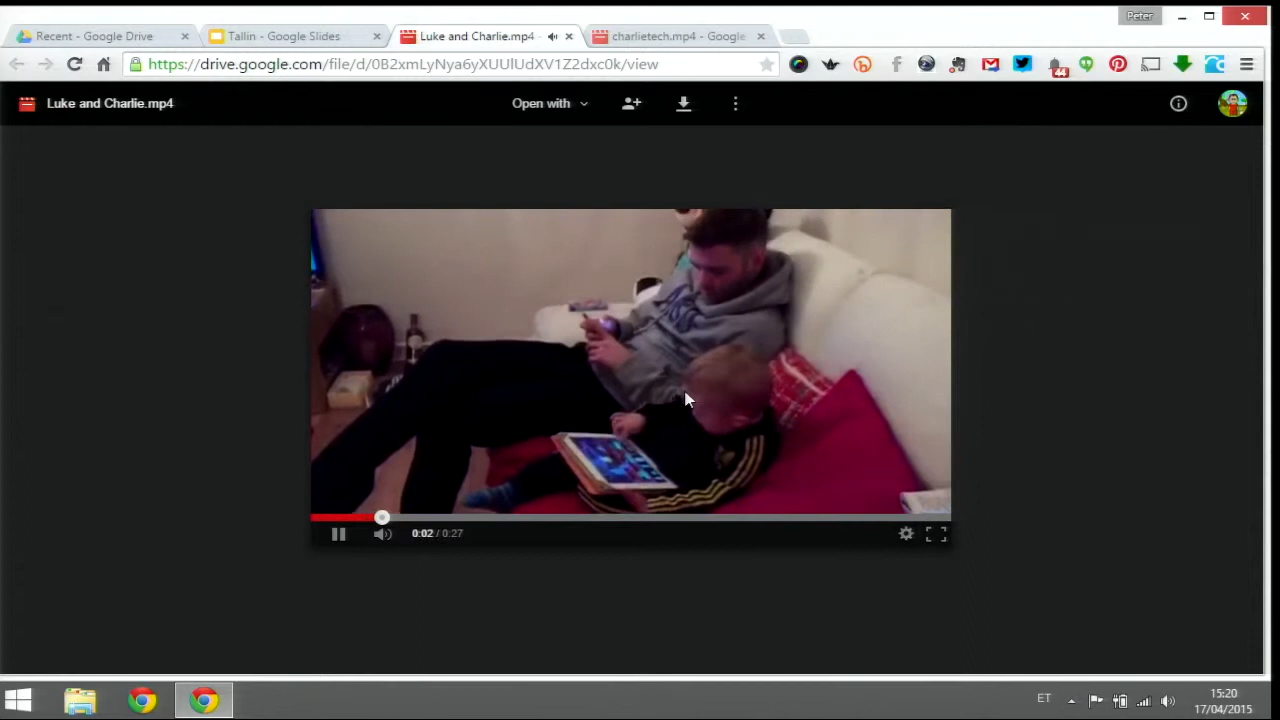 Peter
Recent - Google Drive
Tallin - Google Slides
Luke and Charlie.mp4 -
charlietech.mp4 - Google
https://drive.google.com/file/d/0B2xmLyNya6yXUUlUdXV1Z2dxc0k/view
44
Luke and Charlie.mp4
Open with
0:02 / 0:27
ET
15:20
17/04/2015